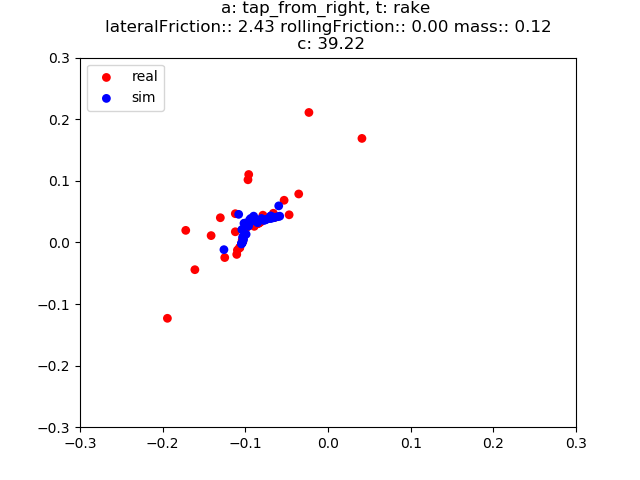 a: tap_from_right, t: rake
lateralFriction:: 2.43 rollingFriction:: 0.00 mass:: 0.12
c: 39.22
real
sim
0.3
0.2
0.1
0.0
−0.1
−0.2
−0.3
−0.3 −0.2 −0.1 0.0 0.1 0.2 0.3